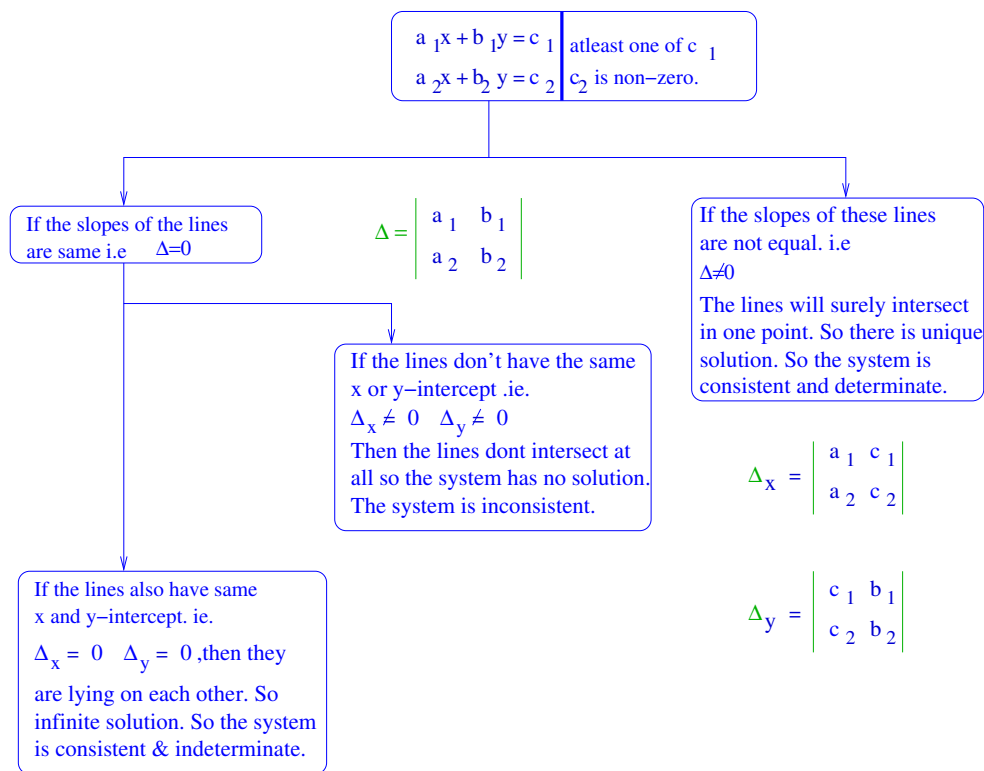 a 1x + b 1y = c 1
a 2x + b2 y = c 2
atleast one of c 1
c2 is non-zero.
If the slopes of the lines
are same i.e Δ=0
Δ = | a 1 b 1 |
| a 2 b 2 |
If the slopes of these lines
are not equal. i.e
Δ≠0
The lines will surely intersect
in one point. So there is unique
solution. So the system is
consistent and determinate.
If the lines don't have the same
x or y-intercept .ie.
Δx ≠ 0 Δy ≠ 0
Then the lines dont intersect at
all so the system has no solution.
The system is inconsistent.
Δx = | a 1 c 1 |
| a 2 c 2 |
If the lines also have same
x and y-intercept. ie.
Δx = 0 Δy = 0 ,then they
are lying on each other. So
infinite solution. So the system
is consistent & indeterminate.
Δy = | c 1 b 1 |
| c 2 b 2 |